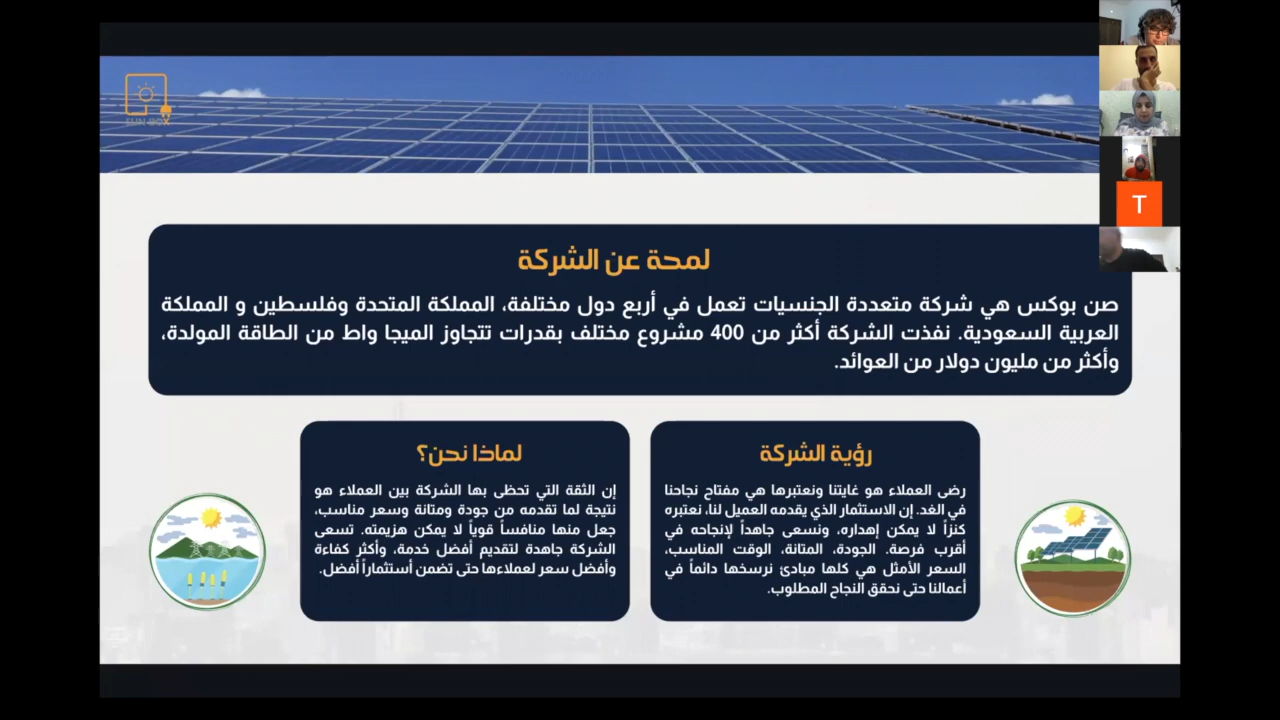 SUN BOX
T
لمحة عن الشركة
صن بوكس هي شركة متعددة الجنسيات تعمل في أربع دول مختلفة، المملكة المتحدة وفلسطين و المملكة
العربية السعودية. نفذت الشركة أكثر من 400 مشروع مختلف بقدرات تتجاوز الميجا واط من الطاقة المولدة،
وأكثر من مليون دولار من العوائد.
رؤية الشركة
رضى العملاء هو غايتنا ونعتبرها هي مفتاح نجاحنا
في الغد. إن الاستثمار الذي يقدمه العميل لنا، نعتبره
كنزاً لا يمكن إهداره، ونسعى جاهداً لإنجاحه في
أقرب فرصة. الجودة، المتانة، الوقت المناسب،
السعر الأمثل هي كلها مبادئ نرسخها دائماً في
أعمالنا حتى نحقق النجاح المطلوب.
لماذا نحن؟
إن الثقة التي تحظى بها الشركة بين العملاء هو
نتيجة لما تقدمه من جودة ومتانة وسعر مناسب،
جعل منها منافساً قوياً لا يمكن هزيمته. تسعى
الشركة جاهدة لتقديم أفضل خدمة، وأكثر كفاءة
وأفضل سعر لعملاءها حتى تضمن أستثماراً أفضل.